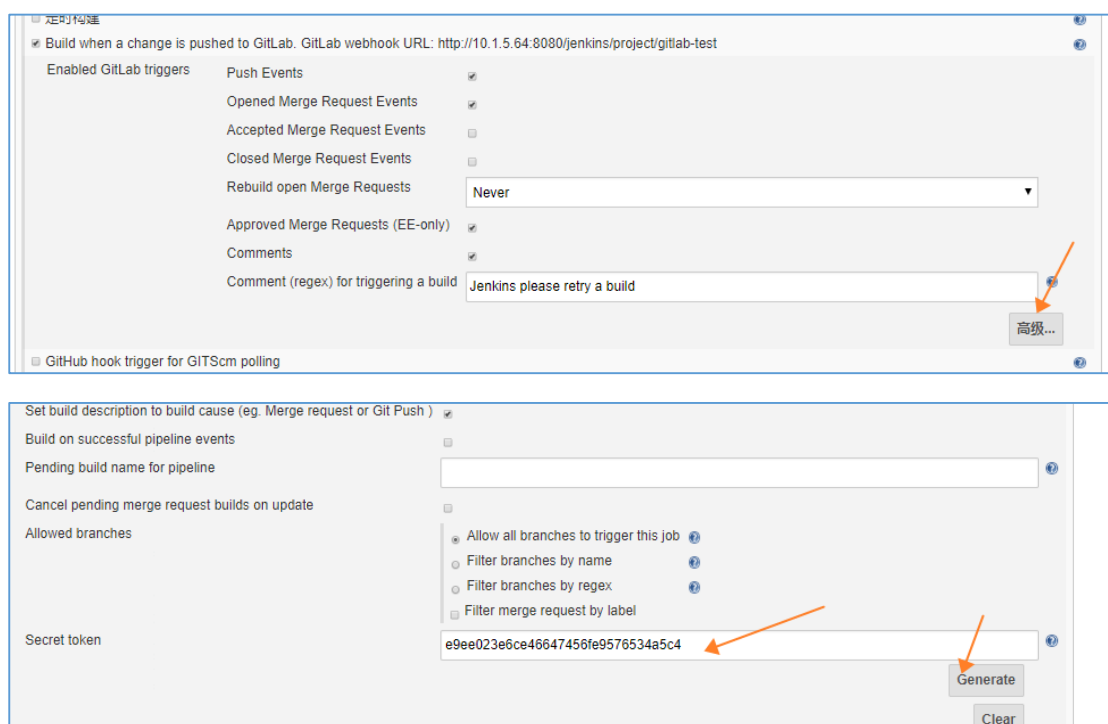 定时构建
Build when a change is pushed to GitLab. GitLab webhook URL: http://10.1.5.64:8080/jenkins/project/gitlab-test
Enabled GitLab triggers
Push Events
Opened Merge Request Events
Accepted Merge Request Events
Closed Merge Request Events
Rebuild open Merge Requests
Never
Approved Merge Requests (EE-only)
Comments
Comment (regex) for triggering a build
Jenkins please retry a build
高级...
GitHub hook trigger for GITScm polling
Set build description to build cause (eg. Merge request or Git Push )
Build on successful pipeline events
Pending build name for pipeline
Cancel pending merge request builds on update
Allowed branches
Allow all branches to trigger this job
Filter branches by name
Filter branches by regex
Filter merge request by label
Secret token
e9ee023e6ce46647456fe9576534a5c4
Generate
Clear